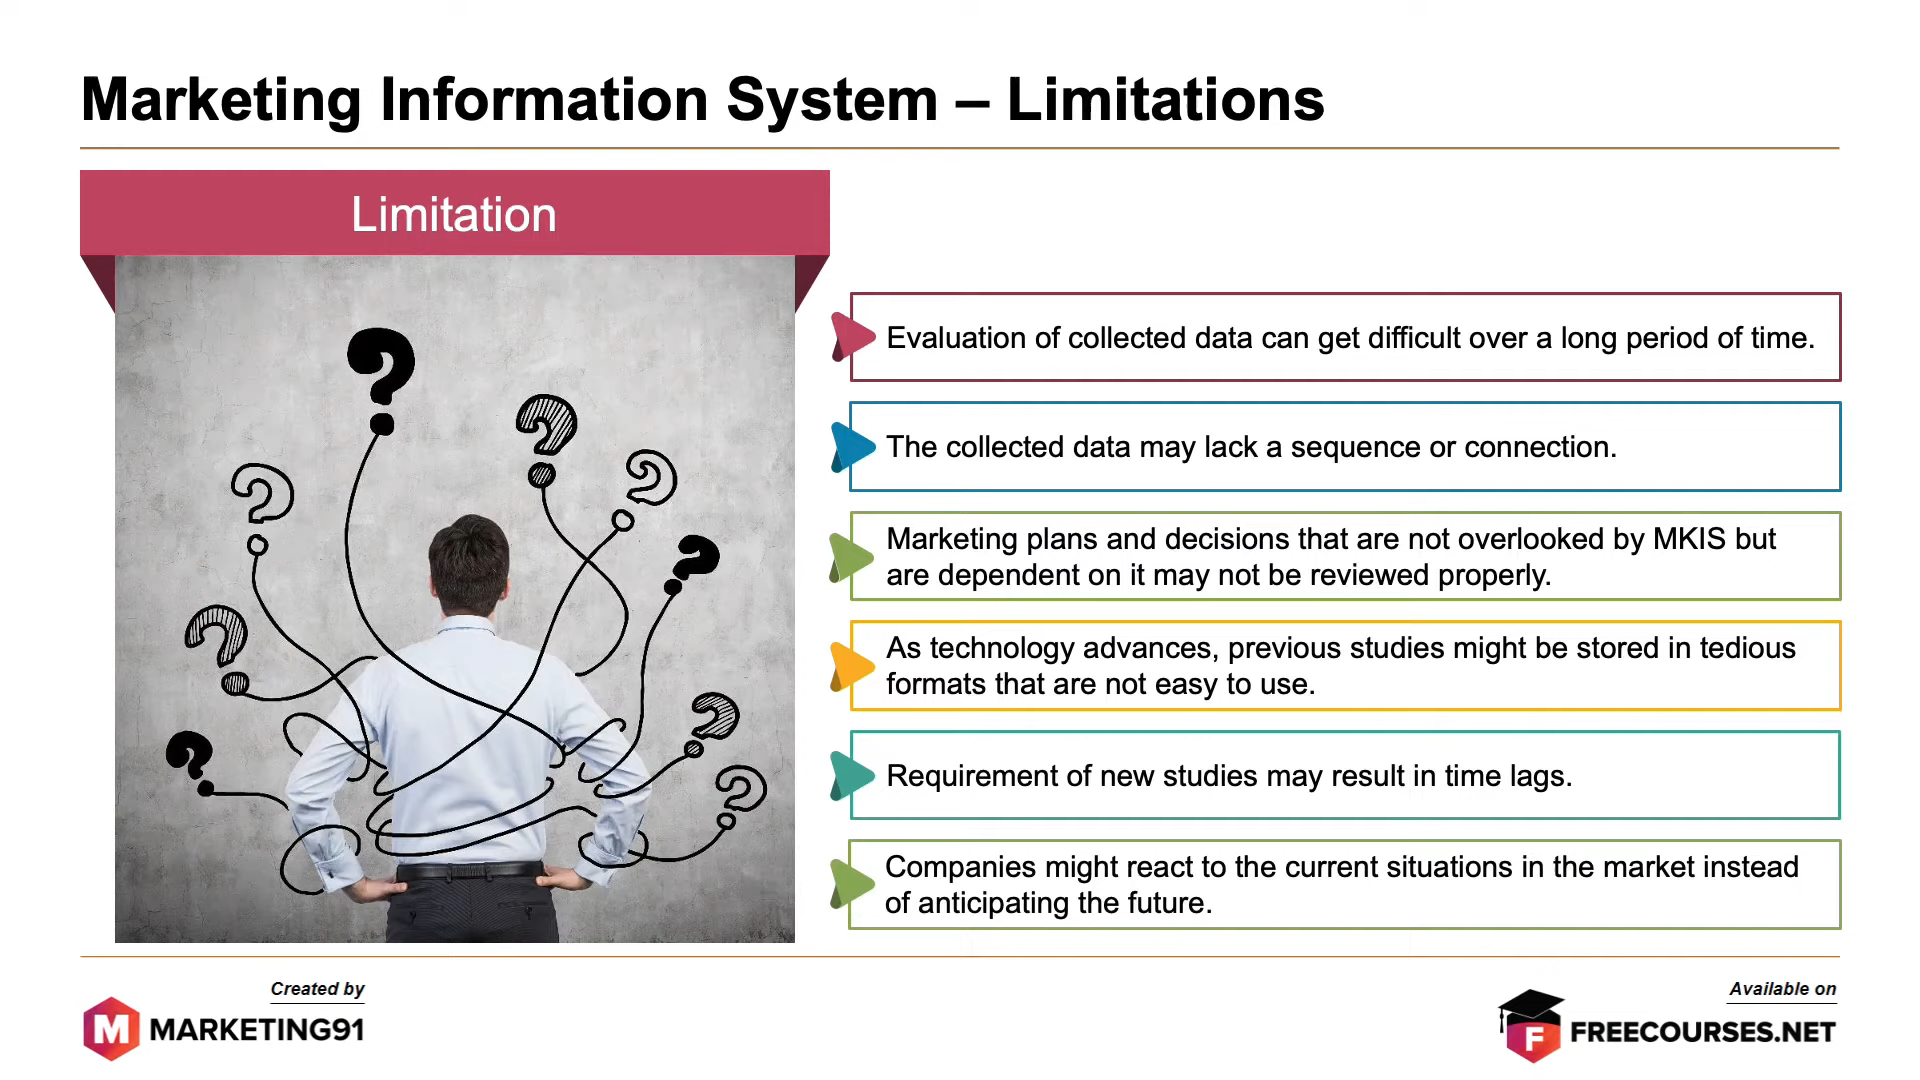 Marketing Information System – Limitations
Limitation
Evaluation of collected data can get difficult over a long period of time.
The collected data may lack a sequence or connection.
Marketing plans and decisions that are not overlooked by MKIS but
are dependent on it may not be reviewed properly.
As technology advances, previous studies might be stored in tedious
formats that are not easy to use.
Requirement of new studies may result in time lags.
Companies might react to the current situations in the market instead
of anticipating the future.
Created by
M MARKETING91
Available on
F FREECOURSES.NET